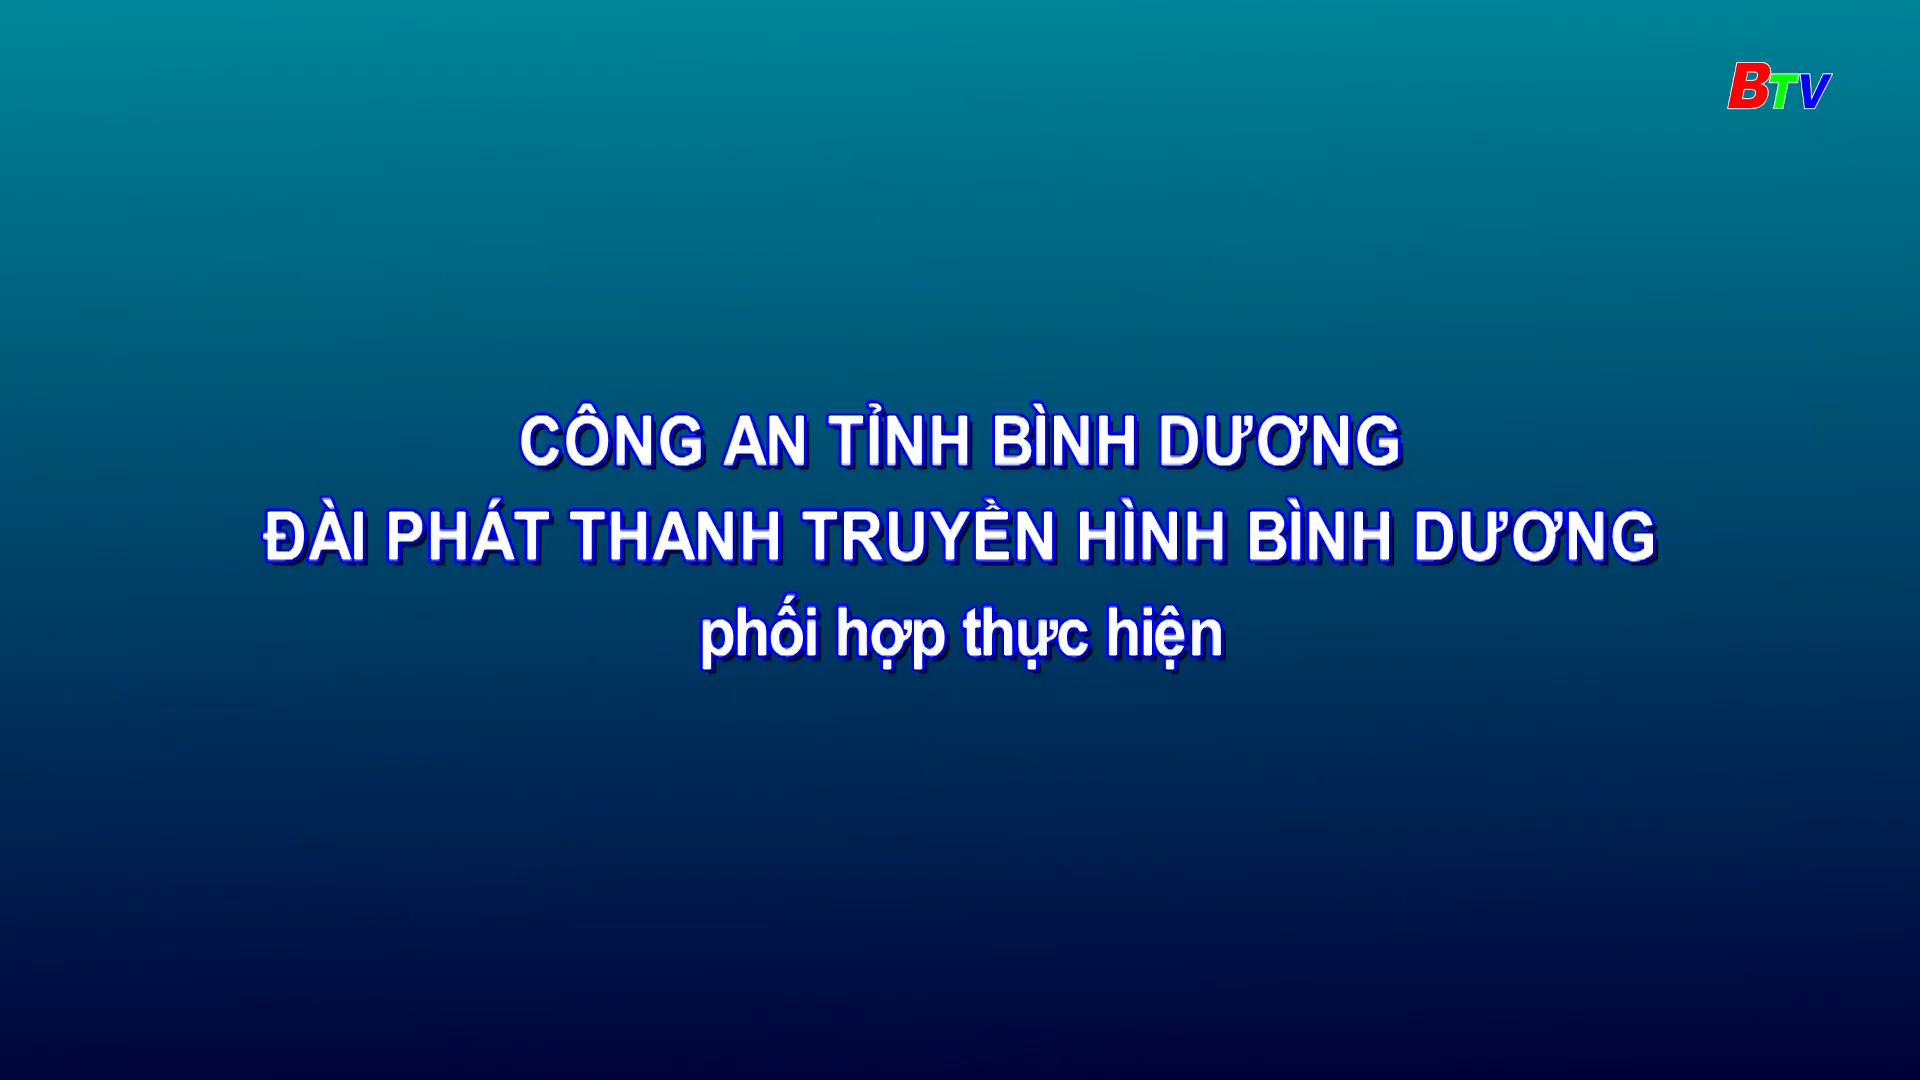 BTV
CÔNG AN TỈNH BÌNH DƯƠNG
ĐÀI PHÁT THANH TRUYỀN HÌNH BÌNH DƯƠNG
phối hợp thực hiện